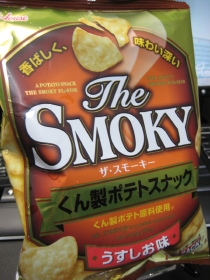 香ばしく、
味わい深い
A POTATO SNACK
THE SMOKY FLAVOR
The
SMOKY
ザ・スモーキー
くん製ポテトスナック
くん製ポテト原料使用。
うすしお味